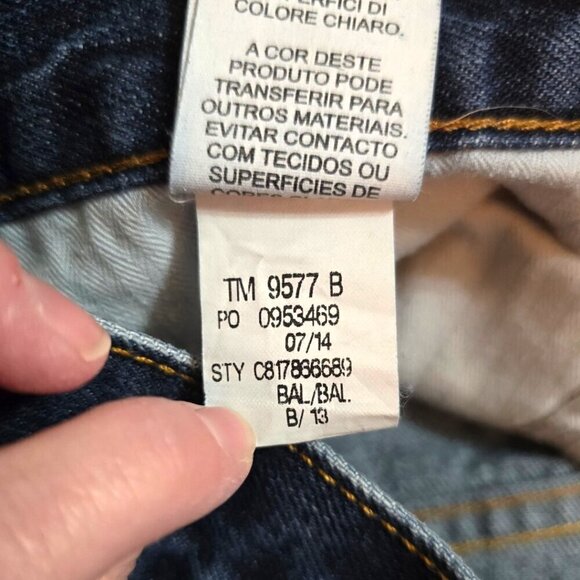 SUPERFICI DI
COLORE CHIARO.
A COR DESTE
PRODUTO PODE
TRANSFERIR PARA
OUTROS MATERIAIS.
EVITAR CONTACTO
COM TECIDOS OU
SUPERFICIES DE
TM 9577 B
PO 0953469
07/14
STY C817866689
BAL/BAL.
B/ 13